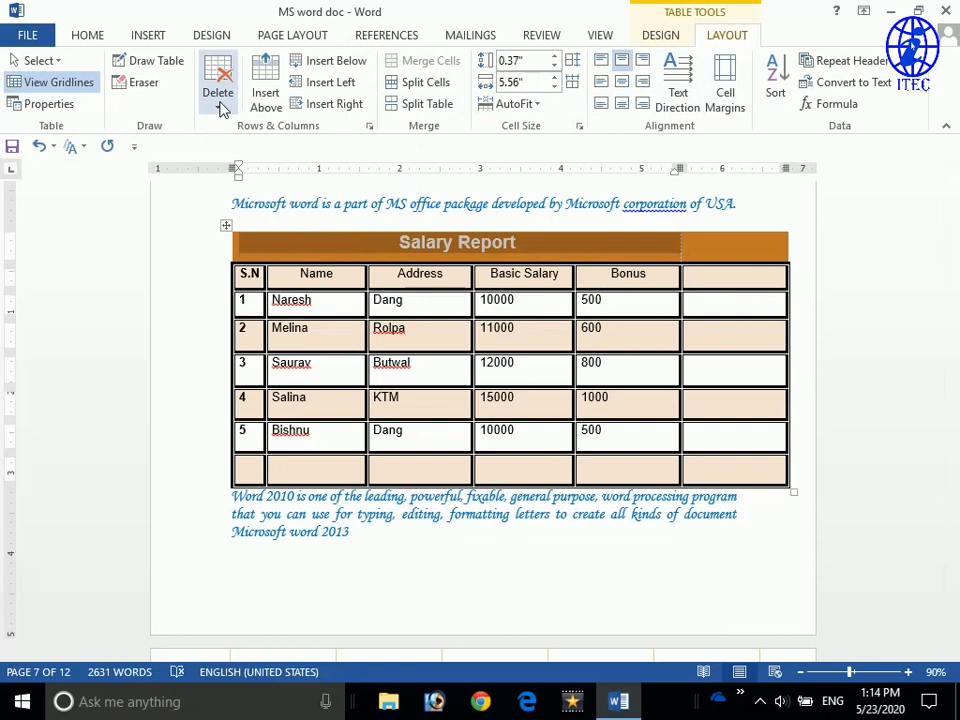 MS word doc - Word
TABLE TOOLS
FILE
HOME
INSERT
DESIGN
PAGE LAYOUT
REFERENCES
MAILINGS
REVIEW
VIEW
DESIGN
LAYOUT
Select
View Gridlines
Properties
Table
Draw Table
Eraser
Draw
Delete
Insert Above
Insert Below
Insert Left
Insert Right
Rows & Columns
Merge Cells
Split Cells
Split Table
Merge
0.37"
5.56"
AutoFit
Cell Size
Text Direction
Cell Margins
Alignment
Sort
Repeat Header
Convert to Text
Formula
Data
ITEC
1 1 2 3 4 5 6 7
Microsoft word is a part of MS office package developed by Microsoft corporation of USA.
Salary Report
S.N Name Address Basic Salary Bonus
1 Naresh Dang 10000 500
2 Melina Rolpa 11000 600
3 Saurav Butwal 12000 800
4 Salina KTM 15000 1000
5 Bishnu Dang 10000 500
Word 2010 is one of the leading, powerful, fixable, general purpose, word processing program
that you can use for typing, editing, formatting letters to create all kinds of document
Microsoft word 2013
PAGE 7 OF 12 2631 WORDS ENGLISH (UNITED STATES) 90%
Ask me anything
ENG
1:14 PM
5/23/2020